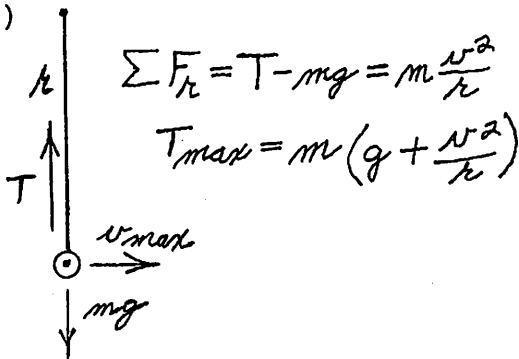 )
r
ΣF_r = T - mg = m v²/r
T_max = m(g + v²/r)
T
v_max
mg